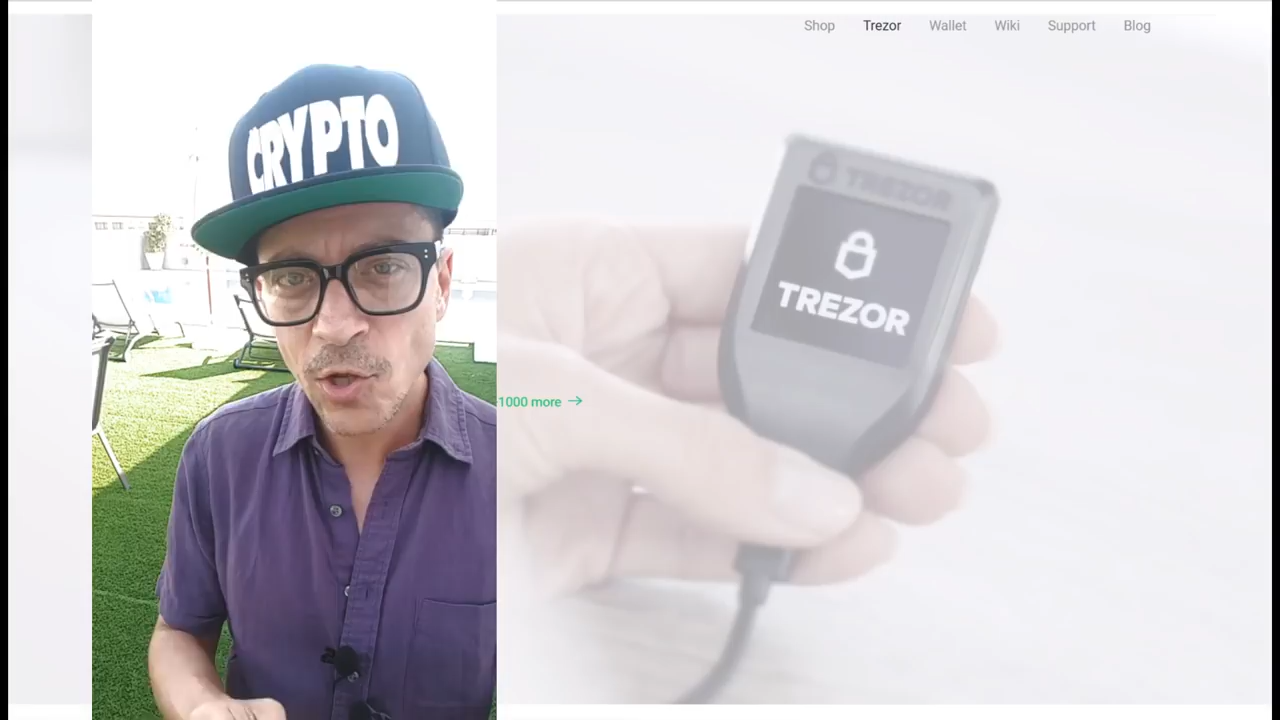 Shop Trezor Wallet Wiki Support Blog
CRYPTO
TREZOR
TREZOR
1000 more →